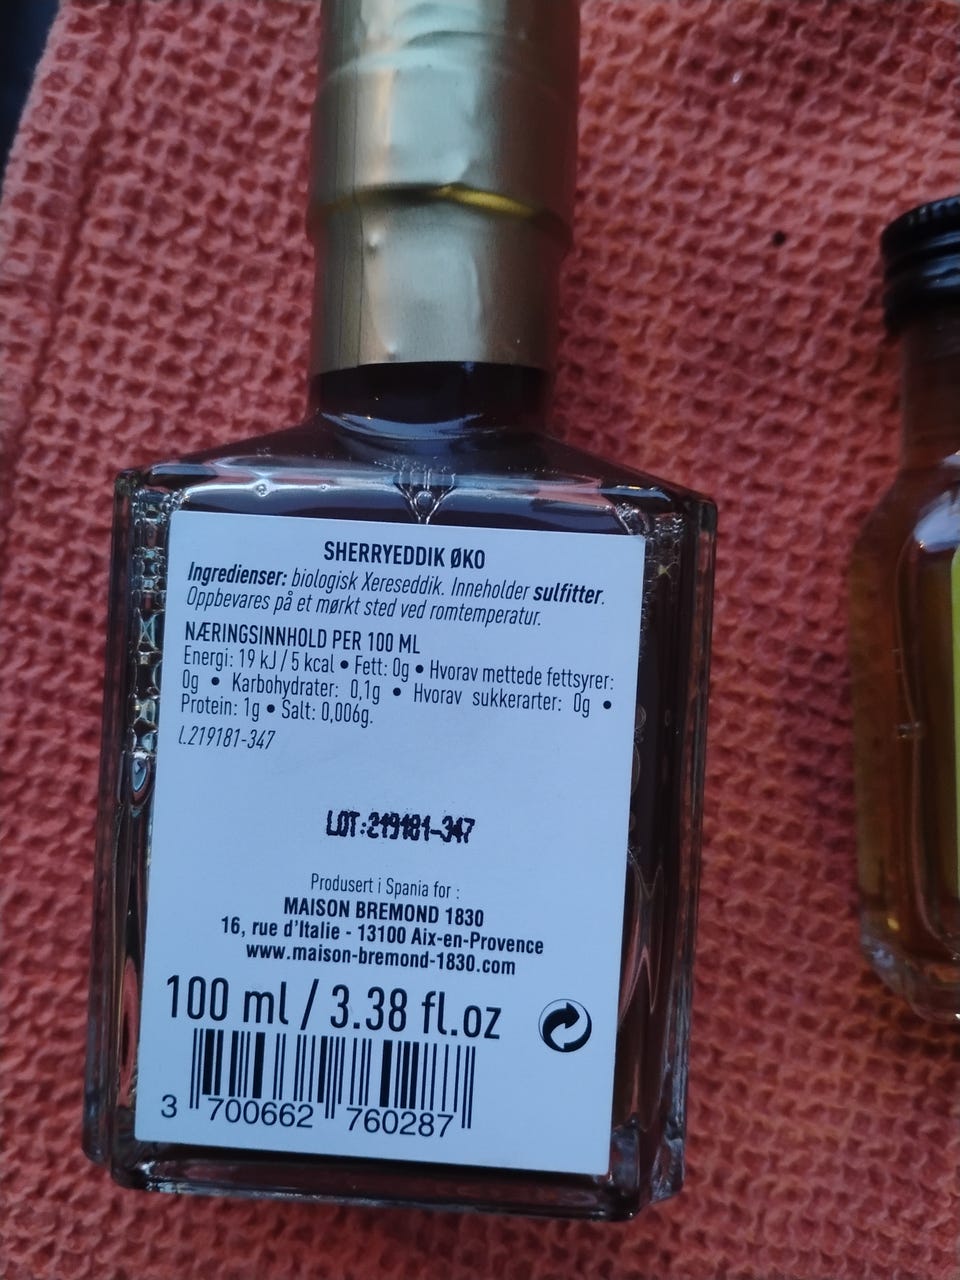 SHERRYEDDIK ØKO
Ingredienser: biologisk Xereseddik. Inneholder sulfitter.
Oppbevares på et mørkt sted ved romtemperatur.
NÆRINGSINNHOLD PER 100 ML
Energi: 19 kJ / 5 kcal • Fett: 0g • Hvorav mettede fettsyrer:
0g • Karbohydrater: 0,1g • Hvorav sukkerarter: 0g •
Protein: 1g • Salt: 0,006g.
L.219181-347
LOT:219181-347
Produsert i Spania for :
MAISON BREMOND 1830
16, rue d'Italie - 13100 Aix-en-Provence
www.maison-bremond-1830.com
100 ml / 3.38 fl.oz
3 700662 760287